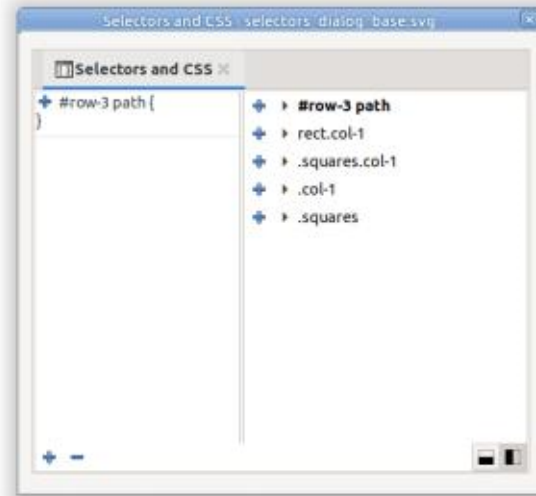 Selectors and CSS - selectors_dialog_base.svg
Selectors and CSS
#row-3 path {
}
#row-3 path
rect.col-1
.squares.col-1
.col-1
.squares